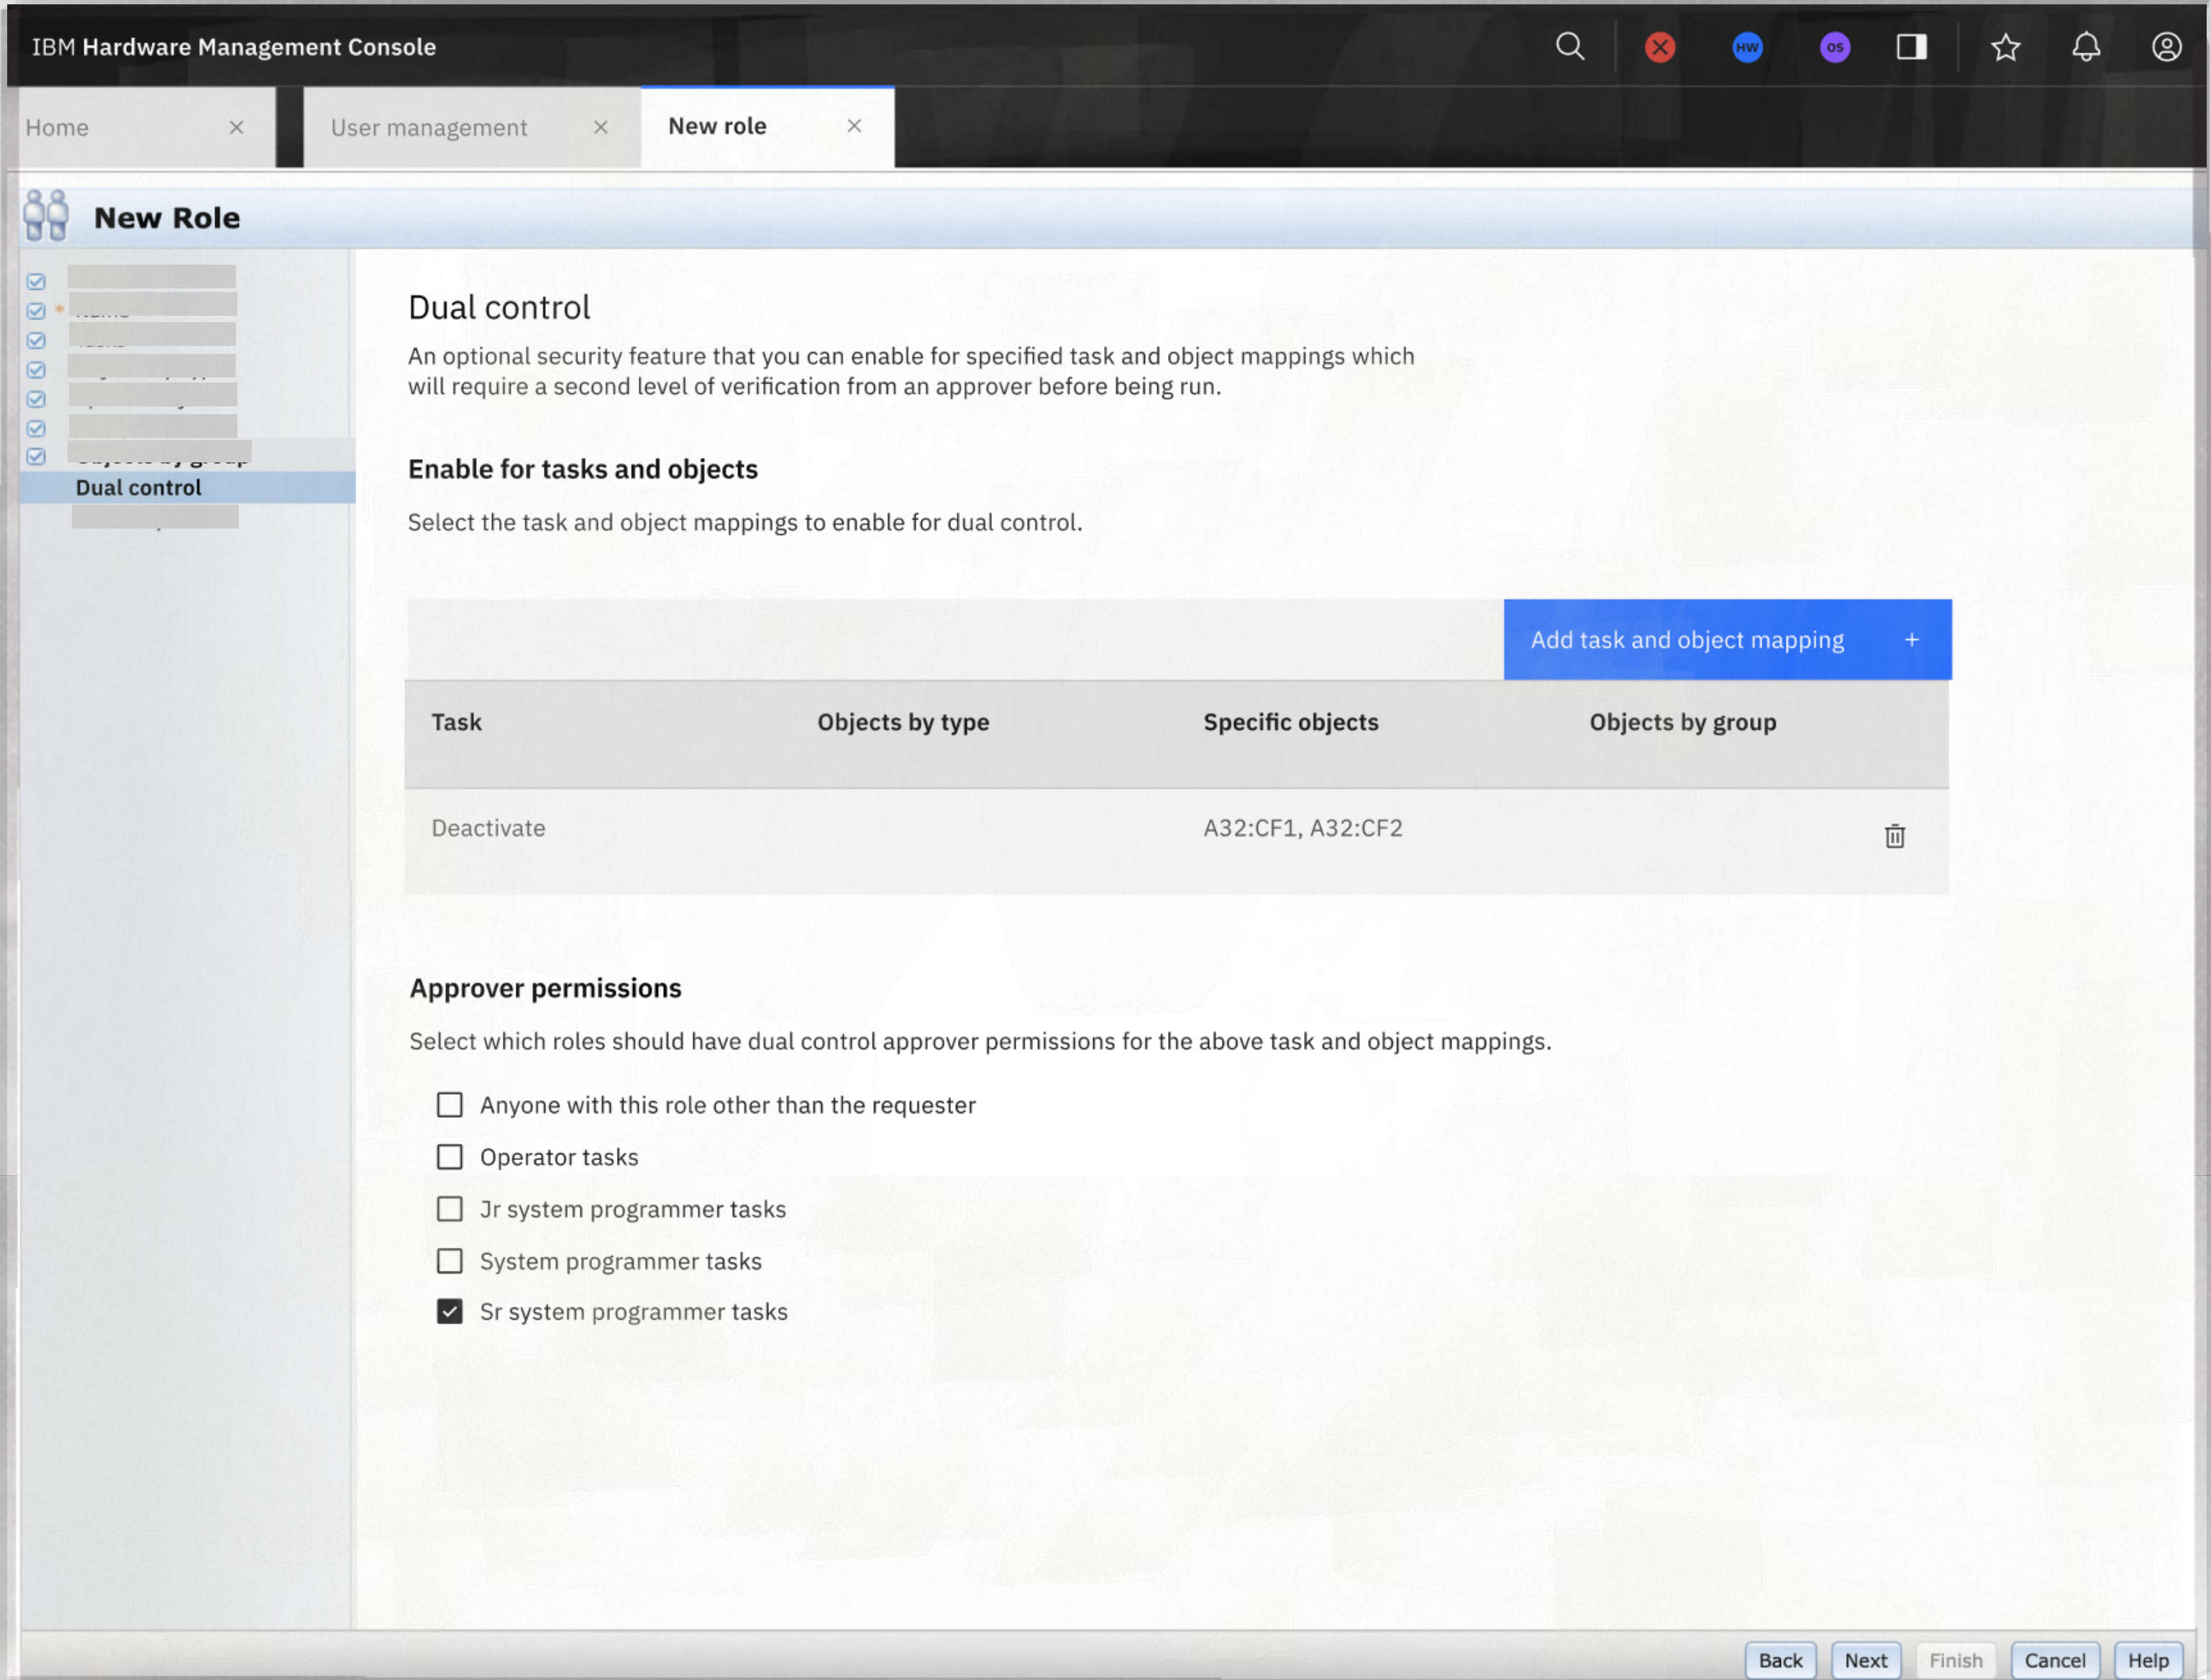 IBM Hardware Management Console
HW
OS
Home
User management
New role
New Role
Dual control
Dual control
An optional security feature that you can enable for specified task and object mappings which
will require a second level of verification from an approver before being run.
Enable for tasks and objects
Select the task and object mappings to enable for dual control.
Add task and object mapping +
Task Objects by type Specific objects Objects by group
Deactivate A32:CF1, A32:CF2
Approver permissions
Select which roles should have dual control approver permissions for the above task and object mappings.
Anyone with this role other than the requester
Operator tasks
Jr system programmer tasks
System programmer tasks
Sr system programmer tasks
Back Next Finish Cancel Help